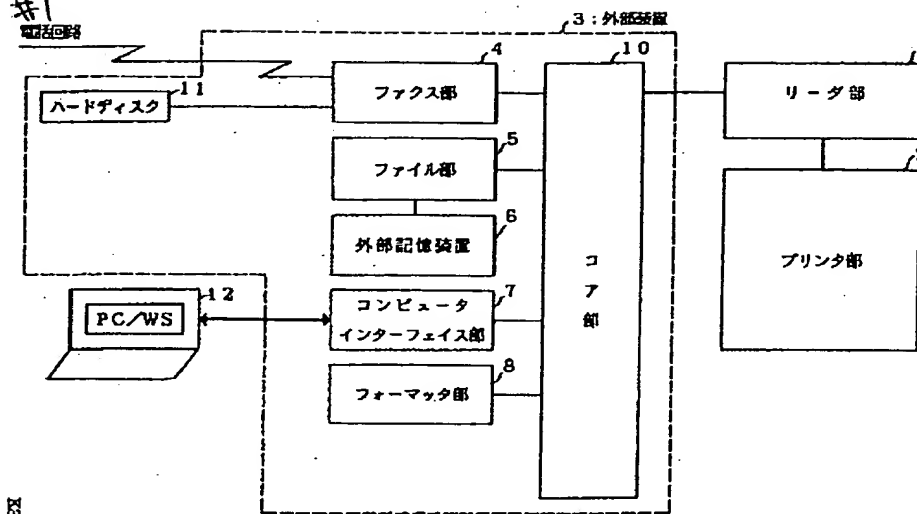 #1
電話回路
3：外部装置
4
10
11
ファクス部
リーダ部
ハードディスク
5
ファイル部
6
外部記憶装置
コア部
プリンタ部
12
7
PC/WS
コンピュータ
インターフェイス部
8
フォーマッタ部
図